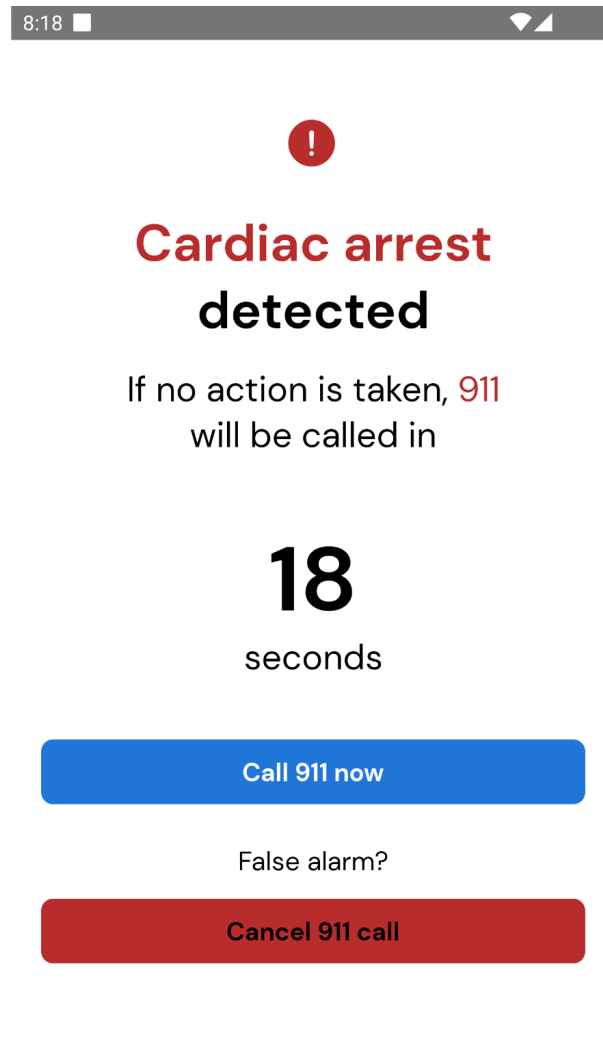 8:18
!
Cardiac arrest
detected
If no action is taken, 911
will be called in
18
seconds
Call 911 now
False alarm?
Cancel 911 call